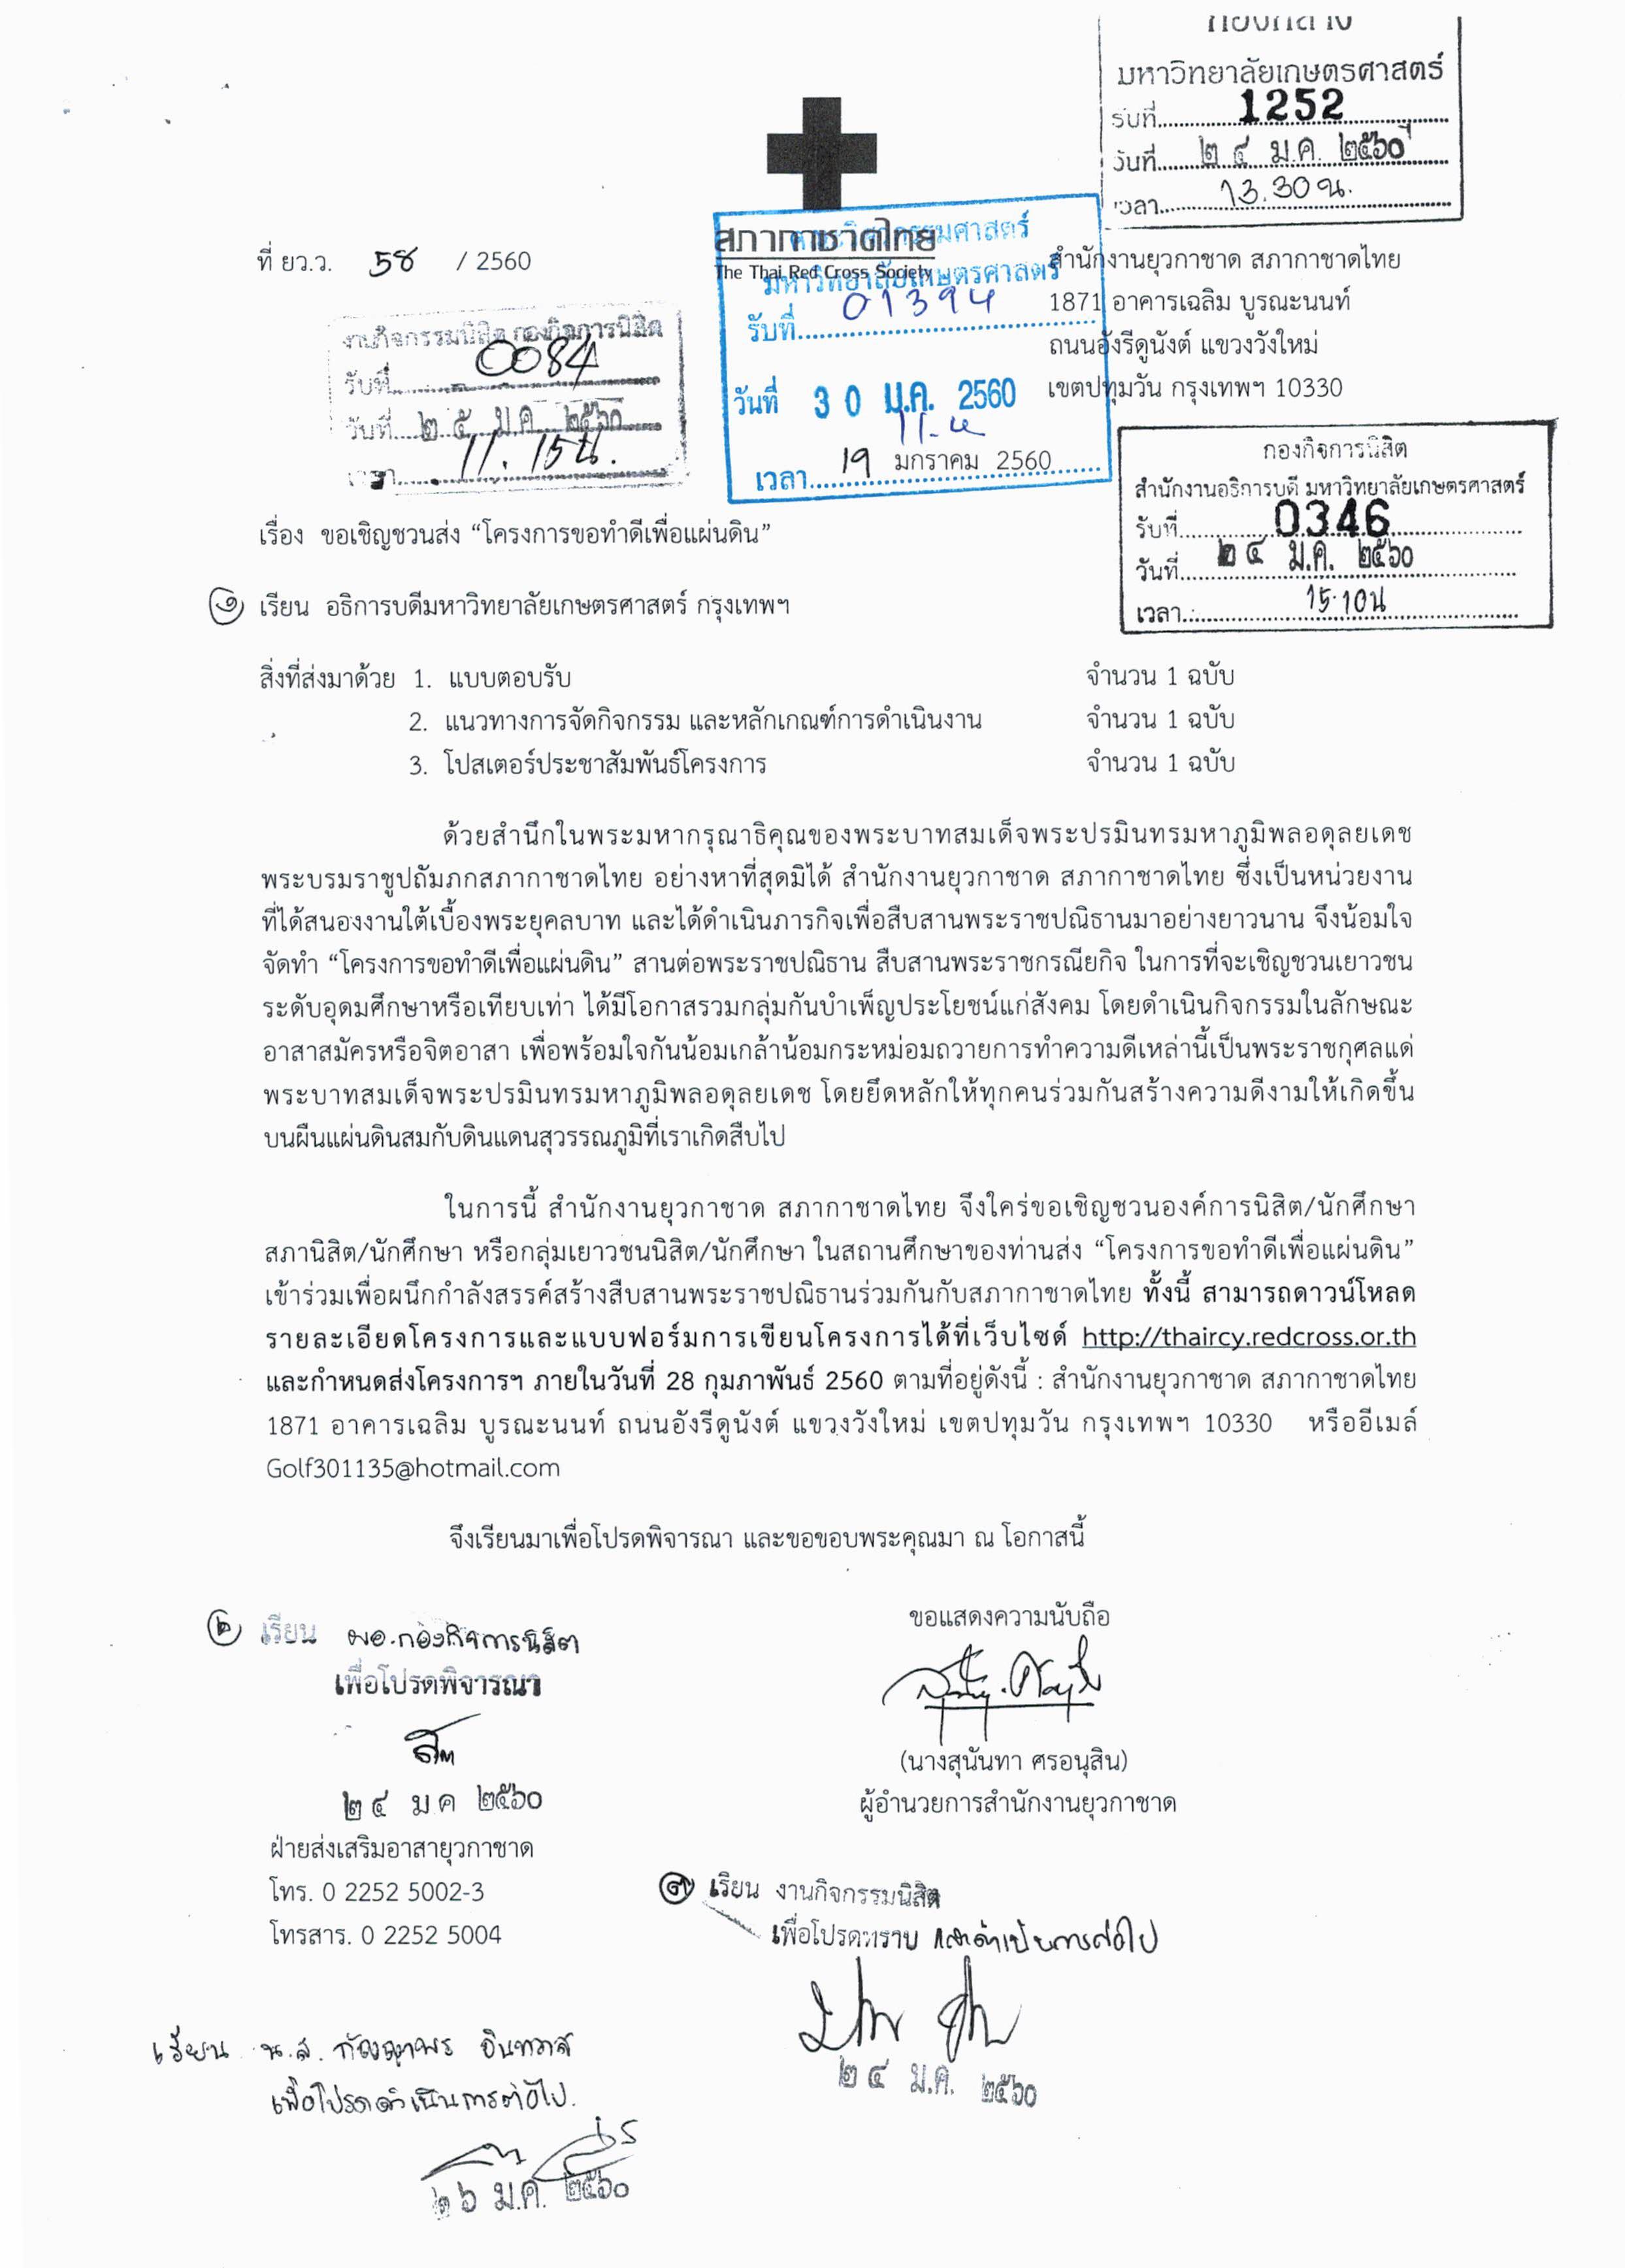 มหาวิทยาลัยเกษตรศาสตร์
รับที่ 1252
วันที่ ๒๔ ม.ค. ๒๕๖๐
เวลา 13.30 น.
สภากาชาดไทย
The Thai Red Cross Society
ที่ ยว.ว. 58 / 2560
สำนักงานยุวกาชาด สภากาชาดไทย
1871 อาคารเฉลิม บูรณะนนท์
ถนนอังรีดูนังต์ แขวงวังใหม่
เขตปทุมวัน กรุงเทพฯ 10330
คณะวิศวกรรมศาสตร์
มหาวิทยาลัยเกษตรศาสตร์
รับที่ 01394
วันที่ 30 ม.ค. 2560
เวลา
19 มกราคม 2560
งานกิจกรรมนิสิต กองกิจการนิสิต
รับที่ 0084
วันที่ ๒๕ ม.ค. ๒๕๖๐
เวลา 11.15 น.
กองกิจการนิสิต
สำนักงานอธิการบดี มหาวิทยาลัยเกษตรศาสตร์
รับที่ 0346
วันที่ ๒๔ ม.ค. ๒๕๖๐
เวลา 15.10 น
เรื่อง ขอเชิญชวนส่ง “โครงการขอทำดีเพื่อแผ่นดิน”
๑ เรียน อธิการบดีมหาวิทยาลัยเกษตรศาสตร์ กรุงเทพฯ
สิ่งที่ส่งมาด้วย 1. แบบตอบรับ จำนวน 1 ฉบับ
2. แนวทางการจัดกิจกรรม และหลักเกณฑ์การดำเนินงาน จำนวน 1 ฉบับ
3. โปสเตอร์ประชาสัมพันธ์โครงการ จำนวน 1 ฉบับ
ด้วยสำนึกในพระมหากรุณาธิคุณของพระบาทสมเด็จพระปรมินทรมหาภูมิพลอดุลยเดช
พระบรมราชูปถัมภกสภากาชาดไทย อย่างหาที่สุดมิได้ สำนักงานยุวกาชาด สภากาชาดไทย ซึ่งเป็นหน่วยงาน
ที่ได้สนองงานใต้เบื้องพระยุคลบาท และได้ดำเนินภารกิจเพื่อสืบสานพระราชปณิธานมาอย่างยาวนาน จึงน้อมใจ
จัดทำ “โครงการขอทำดีเพื่อแผ่นดิน” สานต่อพระราชปณิธาน สืบสานพระราชกรณียกิจ ในการที่จะเชิญชวนเยาวชน
ระดับอุดมศึกษาหรือเทียบเท่า ได้มีโอกาสรวมกลุ่มกันบำเพ็ญประโยชน์แก่สังคม โดยดำเนินกิจกรรมในลักษณะ
อาสาสมัครหรือจิตอาสา เพื่อพร้อมใจกันน้อมเกล้าน้อมกระหม่อมถวายการทำความดีเหล่านี้เป็นพระราชกุศลแด่
พระบาทสมเด็จพระปรมินทรมหาภูมิพลอดุลยเดช โดยยึดหลักให้ทุกคนร่วมกันสร้างความดีงามให้เกิดขึ้น
บนผืนแผ่นดินสมกับดินแดนสุวรรณภูมิที่เราเกิดสืบไป
ในการนี้ สำนักงานยุวกาชาด สภากาชาดไทย จึงใคร่ขอเชิญชวนองค์การนิสิต/นักศึกษา
สภานิสิต/นักศึกษา หรือกลุ่มเยาวชนนิสิต/นักศึกษา ในสถานศึกษาของท่านส่ง “โครงการขอทำดีเพื่อแผ่นดิน”
เข้าร่วมเพื่อผนึกกำลังสรรค์สร้างสืบสานพระราชปณิธานร่วมกันกับสภากาชาดไทย ทั้งนี้ สามารถดาวน์โหลด
รายละเอียดโครงการและแบบฟอร์มการเขียนโครงการได้ที่เว็บไซด์ http://thaircy.redcross.or.th
และกำหนดส่งโครงการฯ ภายในวันที่ 28 กุมภาพันธ์ 2560 ตามที่อยู่ดังนี้ : สำนักงานยุวกาชาด สภากาชาดไทย
1871 อาคารเฉลิม บูรณะนนท์ ถนนอังรีดูนังต์ แขวงวังใหม่ เขตปทุมวัน กรุงเทพฯ 10330 หรืออีเมล์
Golf301135@hotmail.com
จึงเรียนมาเพื่อโปรดพิจารณา และขอขอบพระคุณมา ณ โอกาสนี้
ขอแสดงความนับถือ
(นางสุนันทา ศรอนุสิน)
ผู้อำนวยการสำนักงานยุวกาชาด
๒ เรียน ผอ.กองกิจการนิสิต
เพื่อโปรดพิจารณา
๒๔ ม ค ๒๕๖๐
ฝ่ายส่งเสริมอาสายุวกาชาด
โทร. 0 2252 5002-3
โทรสาร. 0 2252 5004
๓ เรียน งานกิจกรรมนิสิต
เพื่อโปรดทราบ และดำเนินการต่อไป
๒๔ ม.ค. ๒๕๖๐
เรียน น.ส. กัญญาพร อินทวาส
เพื่อโปรดดำเนินการต่อไป.
๒๖ ม.ค. ๒๕๖๐